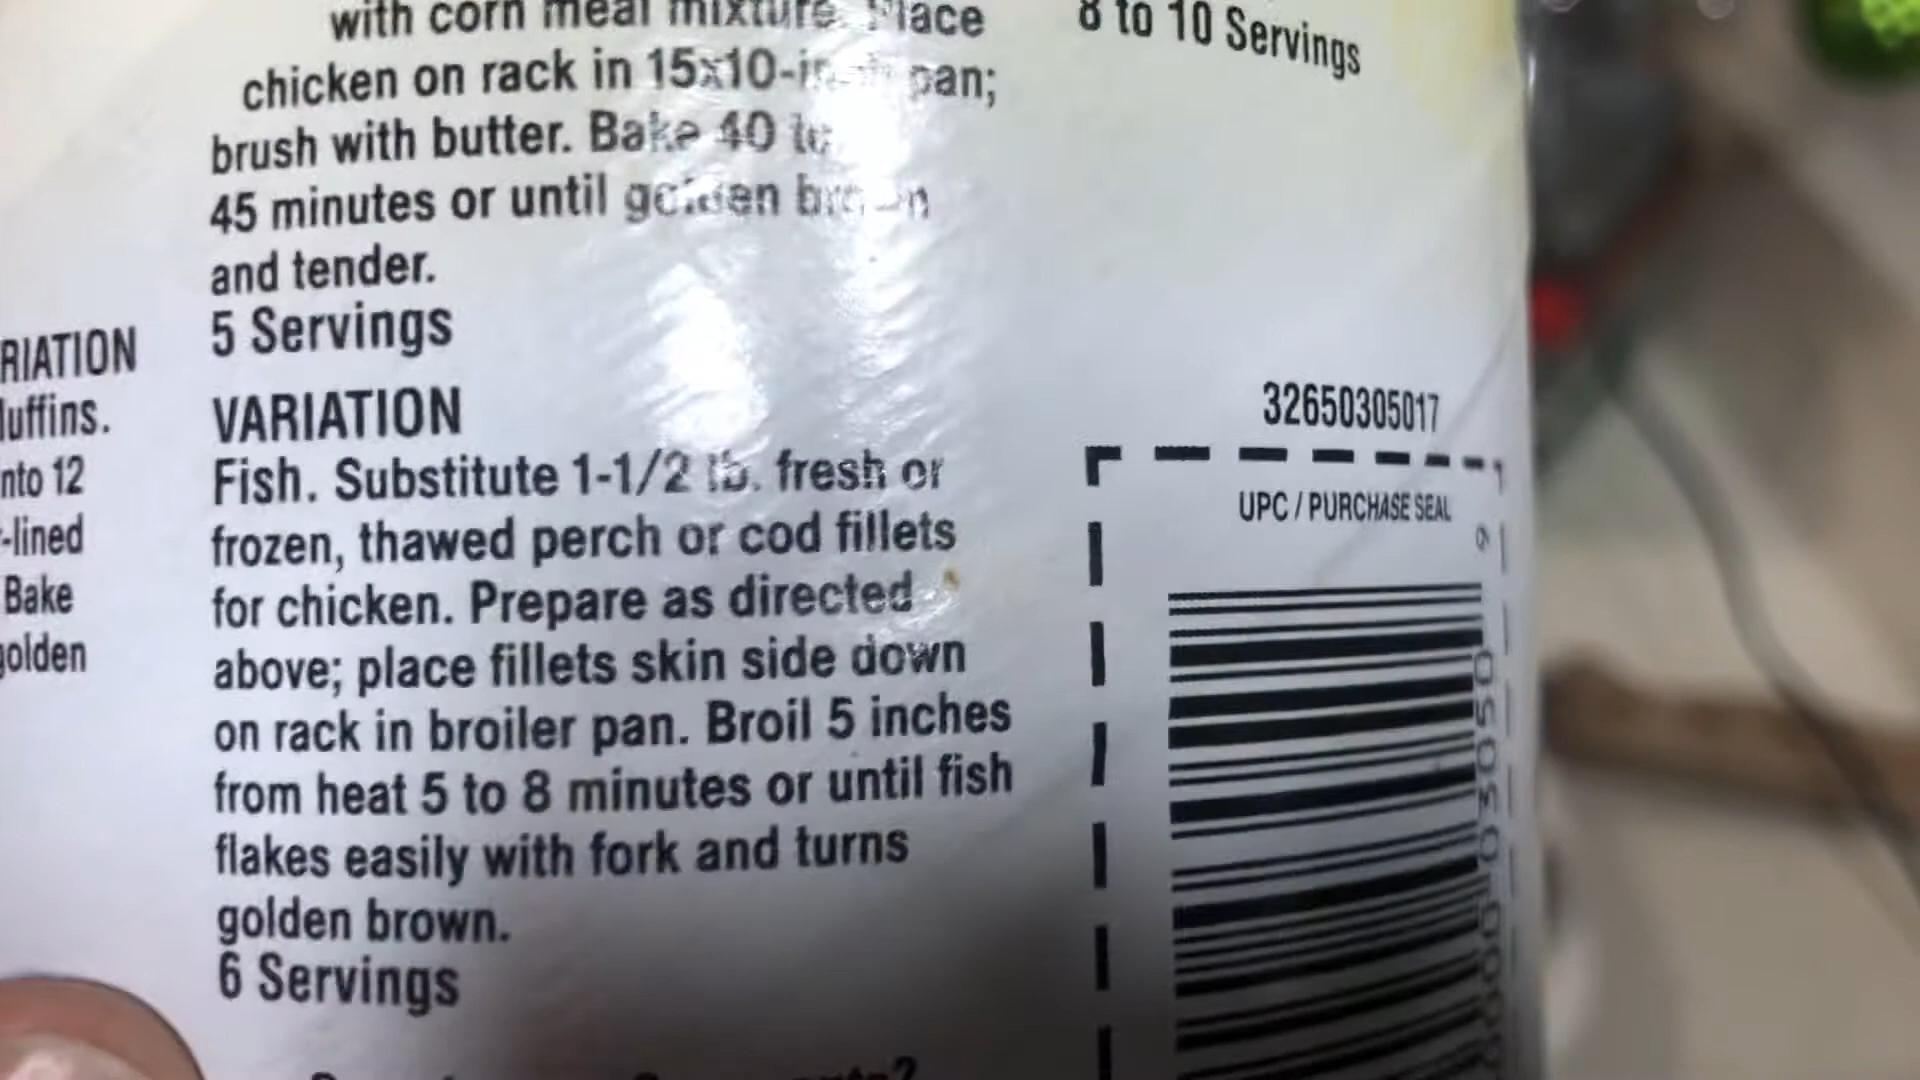 with corn meal mixture. Place
chicken on rack in 15x10-inch pan;
brush with butter. Bake 40 to
45 minutes or until golden brown
and tender.
5 Servings
VARIATION
Fish. Substitute 1-1/2 lb. fresh or
frozen, thawed perch or cod fillets
for chicken. Prepare as directed
above; place fillets skin side down
on rack in broiler pan. Broil 5 inches
from heat 5 to 8 minutes or until fish
flakes easily with fork and turns
golden brown.
6 Servings
RIATION
uffins.
nto 12
-lined
Bake
golden
8 to 10 Servings
32650305017
UPC / PURCHASE SEAL
9
03050